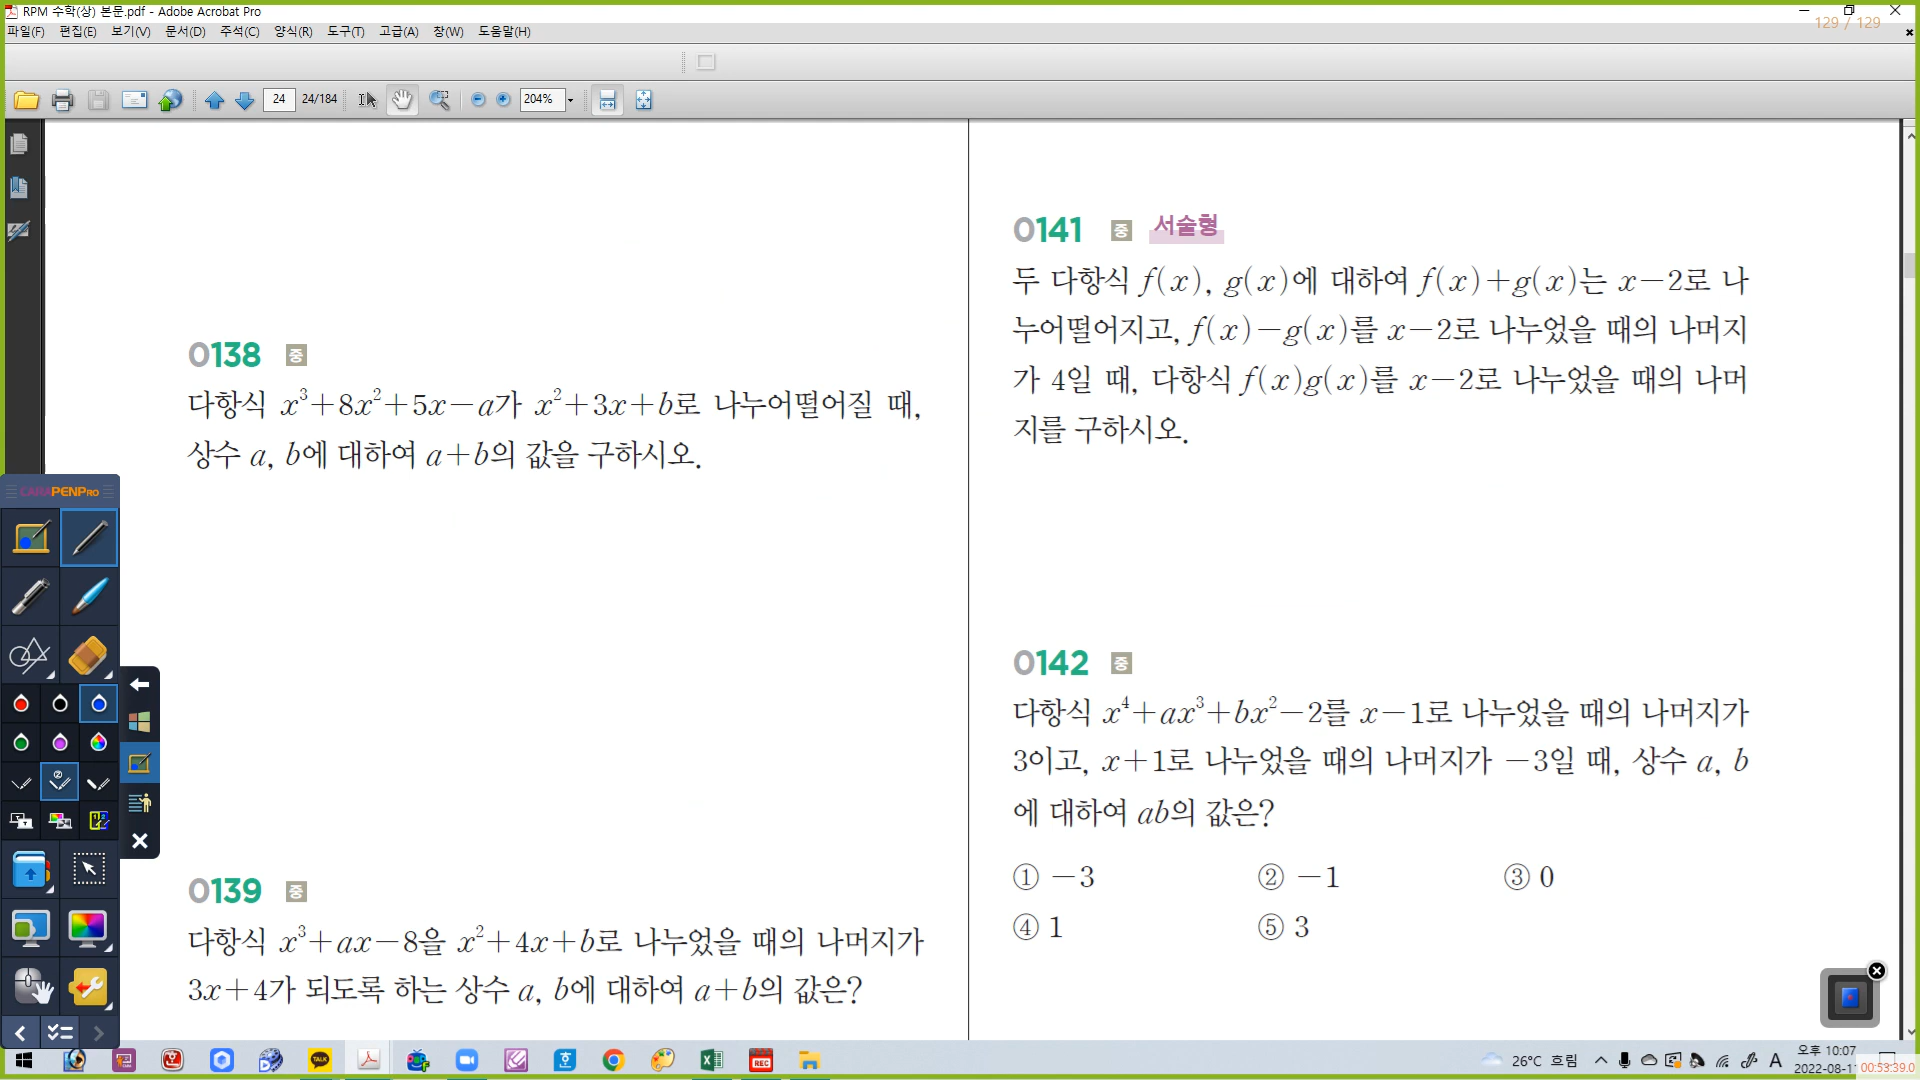 RPM 수학(상) 본문.pdf - Adobe Acrobat Pro
129 / 129
파일(F) 편집(E) 보기(V) 문서(D) 주석(C) 양식(R) 도구(T) 고급(A) 창(W) 도움말(H)
24 24/184 204%
0138 중
다항식 x³+8x²+5x−a가 x²+3x+b로 나누어떨어질 때,
상수 a, b에 대하여 a+b의 값을 구하시오.
0139 중
다항식 x³+ax−8을 x²+4x+b로 나누었을 때의 나머지가
3x+4가 되도록 하는 상수 a, b에 대하여 a+b의 값은?
0141 중 서술형
두 다항식 f(x), g(x)에 대하여 f(x)+g(x)는 x−2로 나
누어떨어지고, f(x)−g(x)를 x−2로 나누었을 때의 나머지
가 4일 때, 다항식 f(x)g(x)를 x−2로 나누었을 때의 나머
지를 구하시오.
0142 중
다항식 x⁴+ax³+bx²−2를 x−1로 나누었을 때의 나머지가
3이고, x+1로 나누었을 때의 나머지가 −3일 때, 상수 a, b
에 대하여 ab의 값은?
① −3 ② −1 ③ 0
④ 1 ⑤ 3
CARAPENPRO
TALK
REC
26°C 흐림
A
오후 10:07
2022-08-1
00:53:39.0